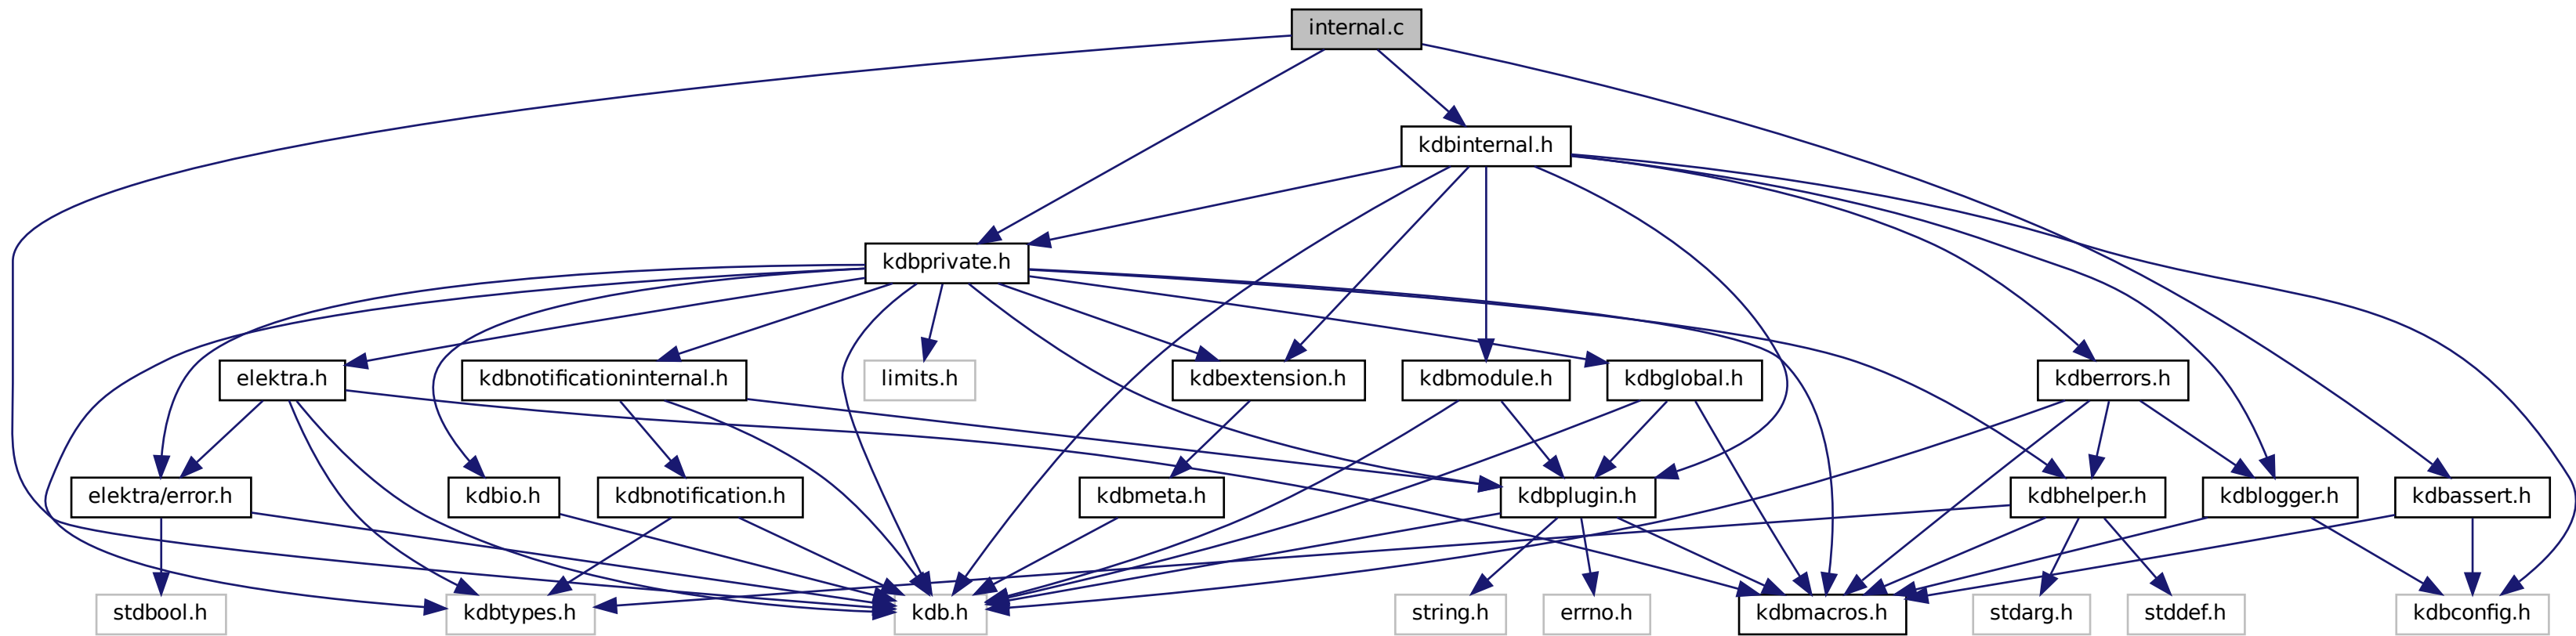 internal.c
kdbinternal.h
kdbprivate.h
elektra.h
kdbnotificationinternal.h
limits.h
kdbextension.h
kdbmodule.h
kdbglobal.h
kdberrors.h
elektra/error.h
kdbio.h
kdbnotification.h
kdbmeta.h
kdbplugin.h
kdbhelper.h
kdblogger.h
kdbassert.h
stdbool.h
kdbtypes.h
kdb.h
string.h
errno.h
kdbmacros.h
stdarg.h
stddef.h
kdbconfig.h